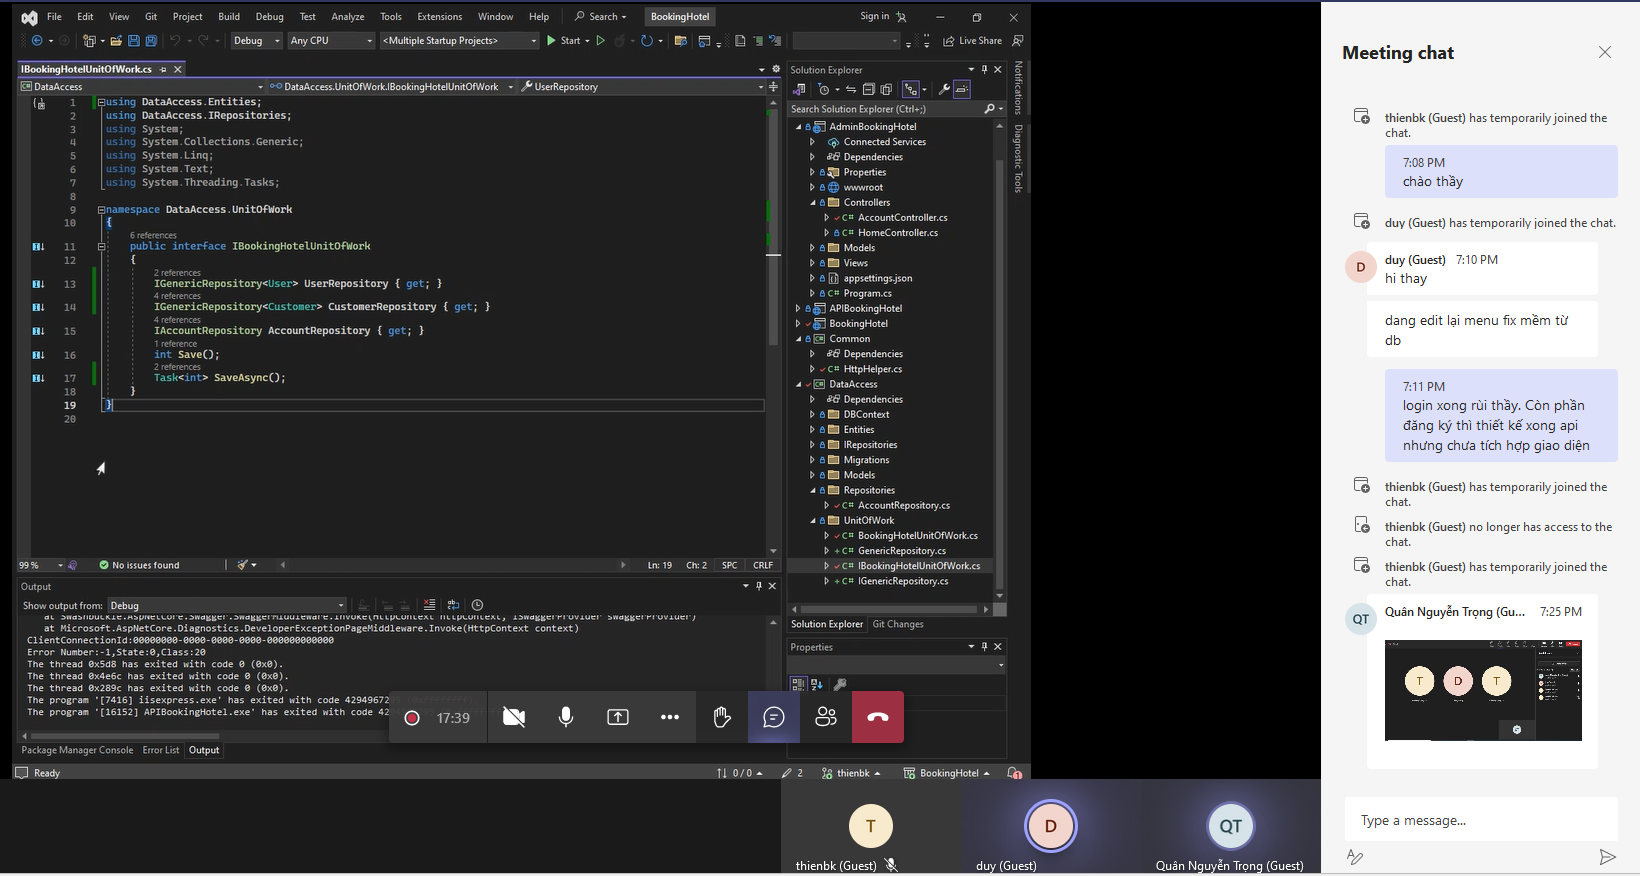 File Edit View Git Project Build Debug Test Analyze Tools Extensions Window Help Search BookingHotel Sign in
Debug Any CPU <Multiple Startup Projects> Start Live Share
IBookingHotelUnitOfWork.cs
DataAccess DataAccess.UnitOfWork.IBookingHotelUnitOfWork UserRepository
1 using DataAccess.Entities;
2 using DataAccess.IRepositories;
3 using System;
4 using System.Collections.Generic;
5 using System.Linq;
6 using System.Text;
7 using System.Threading.Tasks;
8
9 namespace DataAccess.UnitOfWork
10 {
6 references
11 public interface IBookingHotelUnitOfWork
12 {
2 references
13 IGenericRepository<User> UserRepository { get; }
4 references
14 IGenericRepository<Customer> CustomerRepository { get; }
4 references
15 IAccountRepository AccountRepository { get; }
1 reference
16 int Save();
2 references
17 Task<int> SaveAsync();
18 }
19 }
20
99 % No issues found Ln: 19 Ch: 2 SPC CRLF
Output
Show output from: Debug
at Swashbuckle.AspNetCore.Swagger.SwaggerMiddleware.Invoke(HttpContext httpContext, ISwaggerProvider swaggerProvider)
at Microsoft.AspNetCore.Diagnostics.DeveloperExceptionPageMiddleware.Invoke(HttpContext context)
ClientConnectionId:00000000-0000-0000-0000-000000000000
Error Number:-1,State:0,Class:20
The thread 0x5d8 has exited with code 0 (0x0).
The thread 0x4e6c has exited with code 0 (0x0).
The thread 0x289c has exited with code 0 (0x0).
The program '[7416] iisexpress.exe' has exited with code 4294967
The program '[16152] APIBookingHotel.exe' has exited with code 42
Package Manager Console Error List Output
Ready 0 / 0 2 thienbk BookingHotel 1
Solution Explorer
Search Solution Explorer (Ctrl+;)
AdminBookingHotel
Connected Services
Dependencies
Properties
wwwroot
Controllers
C# AccountController.cs
C# HomeController.cs
Models
Views
appsettings.json
C# Program.cs
APIBookingHotel
BookingHotel
C# Common
Dependencies
C# HttpHelper.cs
C# DataAccess
Dependencies
DBContext
Entities
IRepositories
Migrations
Models
Repositories
C# AccountRepository.cs
UnitOfWork
C# BookingHotelUnitOfWork.cs
C# GenericRepository.cs
C# IBookingHotelUnitOfWork.cs
C# IGenericRepository.cs
Solution Explorer Git Changes
Properties
Notifications
Diagnostic Tools
17:39
T
thienbk (Guest)
D
duy (Guest)
QT
Quân Nguyễn Trọng (Guest)
Meeting chat
thienbk (Guest) has temporarily joined the
chat.
7:08 PM
chào thầy
duy (Guest) has temporarily joined the chat.
D
duy (Guest) 7:10 PM
hi thay
dang edit lại menu fix mềm từ
db
7:11 PM
login xong rùi thầy. Còn phần
đăng ký thì thiết kế xong api
nhưng chưa tích hợp giao diện
thienbk (Guest) has temporarily joined the
chat.
thienbk (Guest) no longer has access to the
chat.
thienbk (Guest) has temporarily joined the
chat.
QT
Quân Nguyễn Trọng (Gu... 7:25 PM
T D T
Type a message...